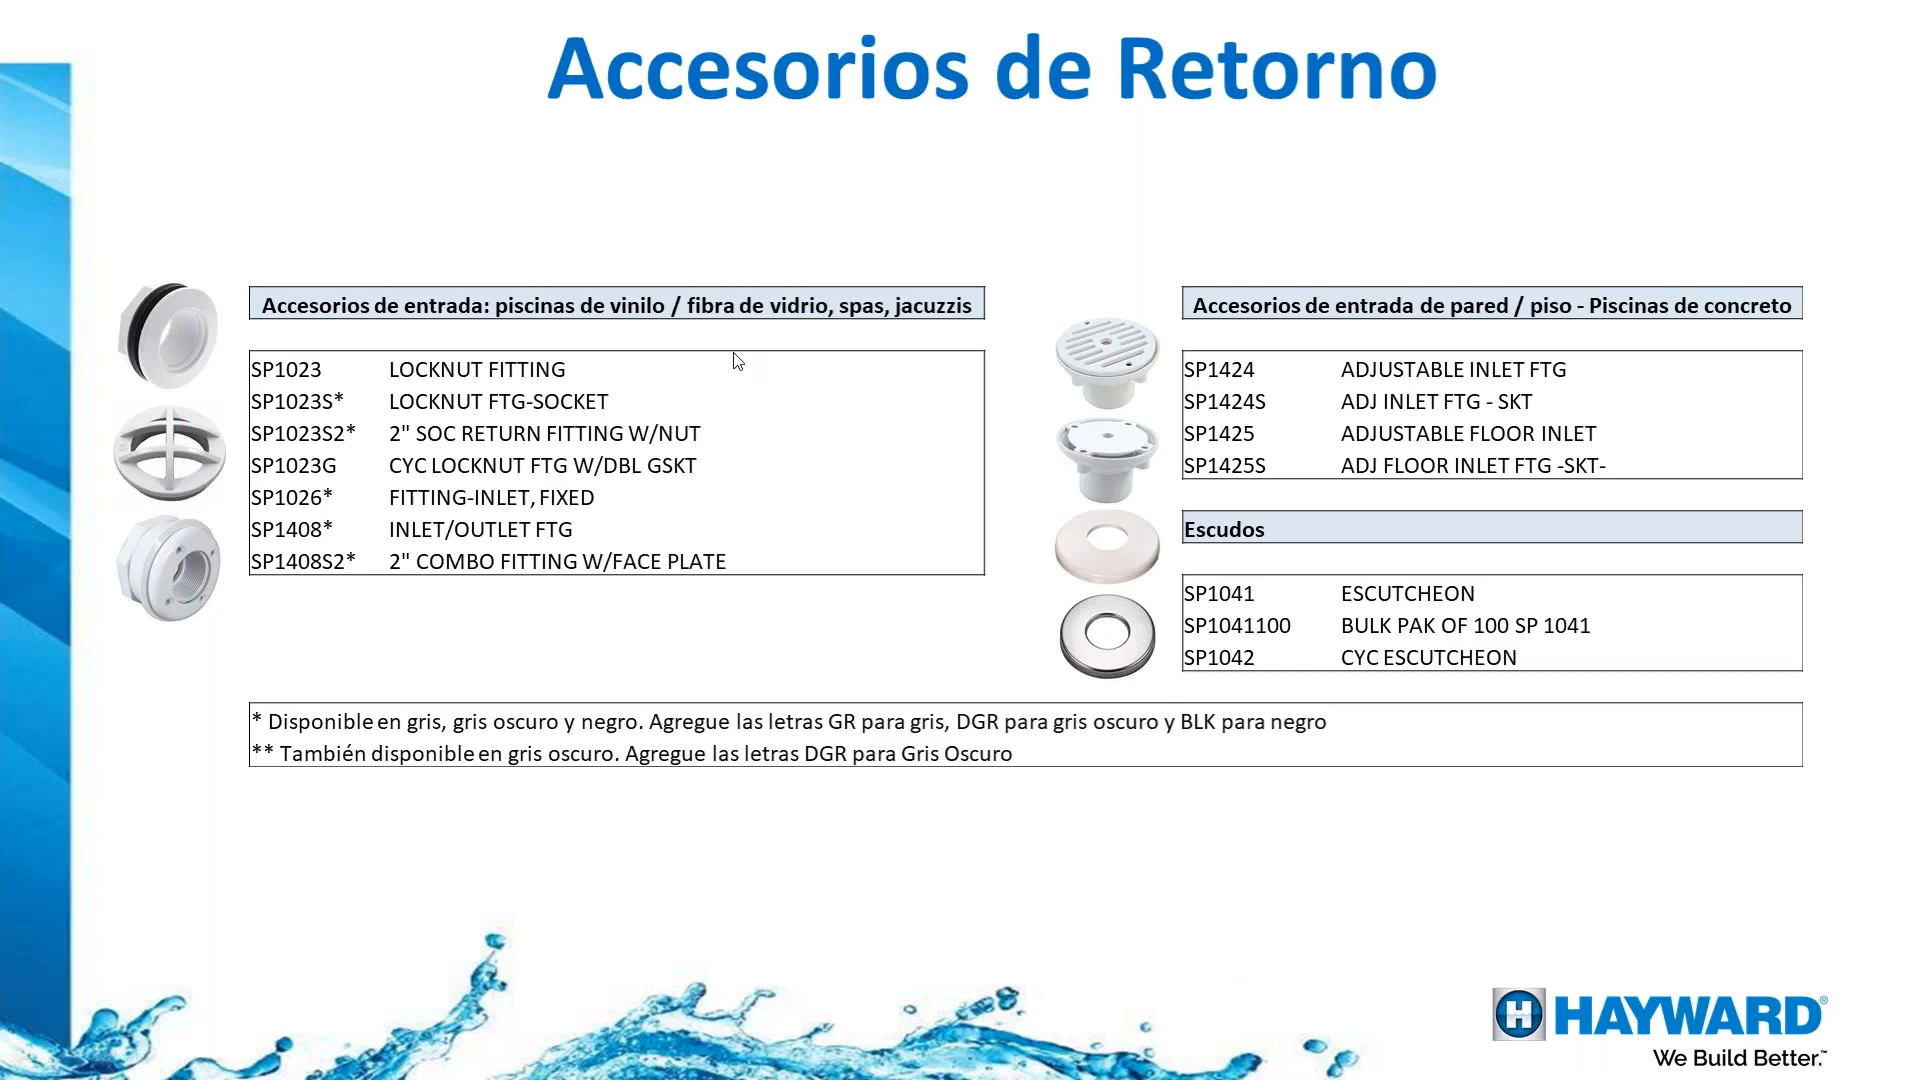 Accesorios de Retorno
Accesorios de entrada: piscinas de vinilo / fibra de vidrio, spas, jacuzzis
SP1023 LOCKNUT FITTING
SP1023S* LOCKNUT FTG-SOCKET
SP1023S2* 2" SOC RETURN FITTING W/NUT
SP1023G CYC LOCKNUT FTG W/DBL GSKT
SP1026* FITTING-INLET, FIXED
SP1408* INLET/OUTLET FTG
SP1408S2* 2" COMBO FITTING W/FACE PLATE
Accesorios de entrada de pared / piso - Piscinas de concreto
SP1424 ADJUSTABLE INLET FTG
SP1424S ADJ INLET FTG - SKT
SP1425 ADJUSTABLE FLOOR INLET
SP1425S ADJ FLOOR INLET FTG -SKT-
Escudos
SP1041 ESCUTCHEON
SP1041100 BULK PAK OF 100 SP 1041
SP1042 CYC ESCUTCHEON
* Disponible en gris, gris oscuro y negro. Agregue las letras GR para gris, DGR para gris oscuro y BLK para negro
** También disponible en gris oscuro. Agregue las letras DGR para Gris Oscuro
H HAYWARD®
We Build Better.™